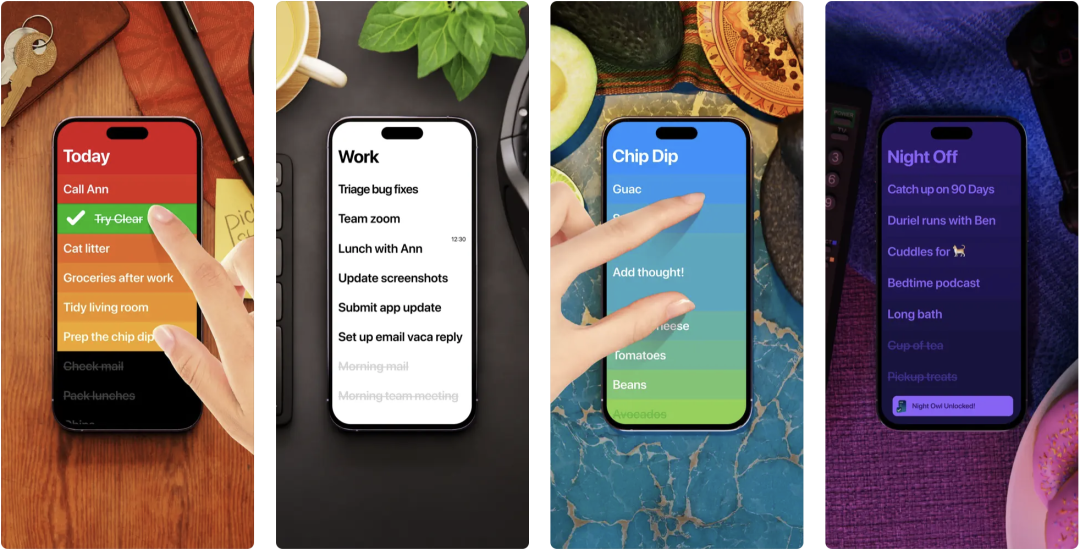 Today
Call Ann
Try Clear
Cat litter
Groceries after work
Tidy living room
Prep the chip dip
Check mail
Pack lunches
Work
Triage bug fixes
Team zoom
Lunch with Ann
12:30
Update screenshots
Submit app update
Set up email vaca reply
Morning mail
Morning team meeting
Chip Dip
Guac
Add thought!
Tomatoes
Beans
Avocados
3
6
9
Night Off
Catch up on 90 Days
Duriel runs with Ben
Cuddles for 🐈
Bedtime podcast
Long bath
Cup of tea
Pickup treats
Night Owl Unlocked!